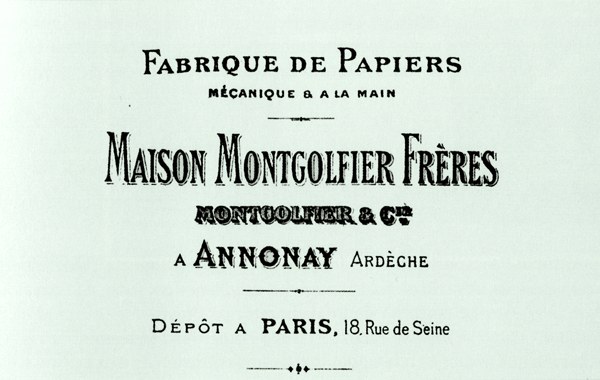 FABRIQUE DE PAPIERS
MÉCANIQUE & A LA MAIN
MAISON MONTGOLFIER FRÈRES
MONTGOLFIER & Cie
A ANNONAY ARDÈCHE
DÉPÔT A PARIS, 18, Rue de Seine